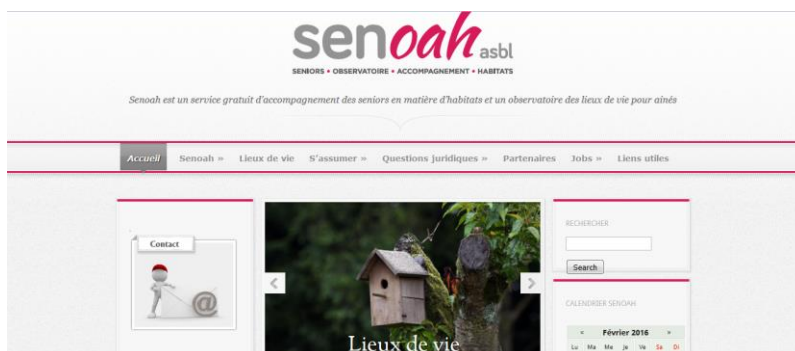 senoah asbl
SENIORS • OBSERVATOIRE • ACCOMPAGNEMENT • HABITATS
Senoah est un service gratuit d'accompagnement des seniors en matière d'habitats et un observatoire des lieux de vie pour aînés
Accueil Senoah » Lieux de vie S'assumer » Questions juridiques » Partenaires Jobs » Liens utiles
Contact
@
Lieux de vie
RECHERCHER
Search
CALENDRIER SENOAH
« Février 2016 »
Lu Ma Me Je Ve Sa Di